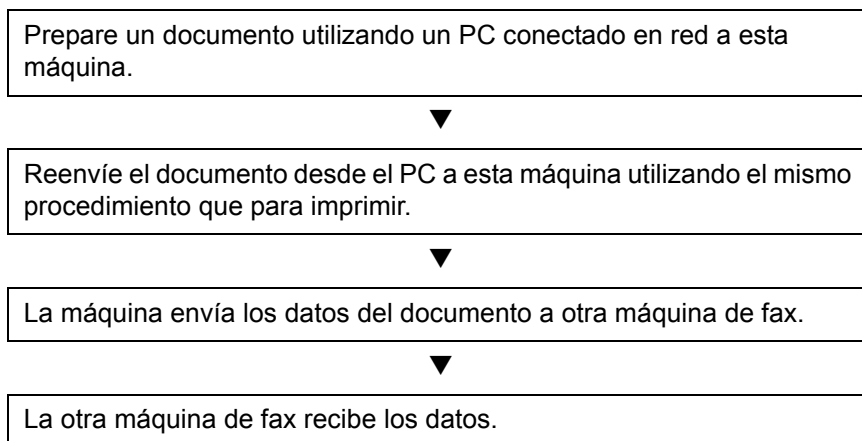 Prepare un documento utilizando un PC conectado en red a esta
máquina.
Reenvíe el documento desde el PC a esta máquina utilizando el mismo
procedimiento que para imprimir.
La máquina envía los datos del documento a otra máquina de fax.
La otra máquina de fax recibe los datos.